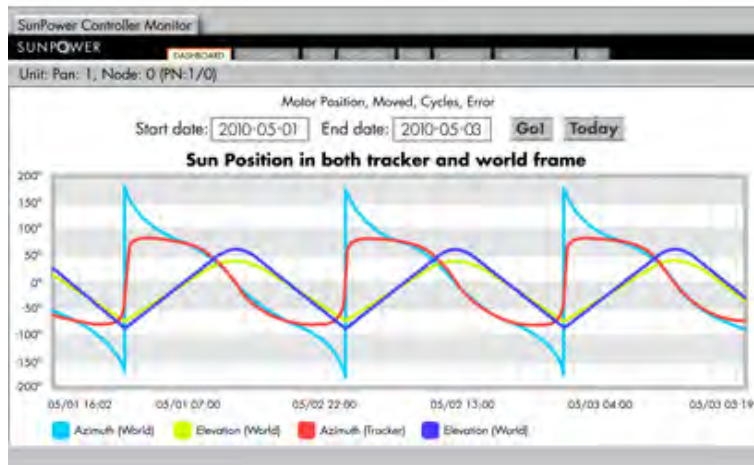 SunPower Controller Monitor
SUNPOWER
DASHBOARD
Unit: Pan: 1, Node: 0 (PN:1/0)
Motor Position, Moved, Cycles, Error
Start date: 2010-05-01 End date: 2010-05-03 Go! Today
Sun Position in both tracker and world frame
200°
150°
100°
50°
0°
-50°
-100°
-150°
-200°
05/01 16:02 05/01 07:00 05/02 22:00 05/02 13:00 05/03 04:00 05/03 05:19
Azimuth (World) Elevation (World) Azimuth (Tracker) Elevation (World)